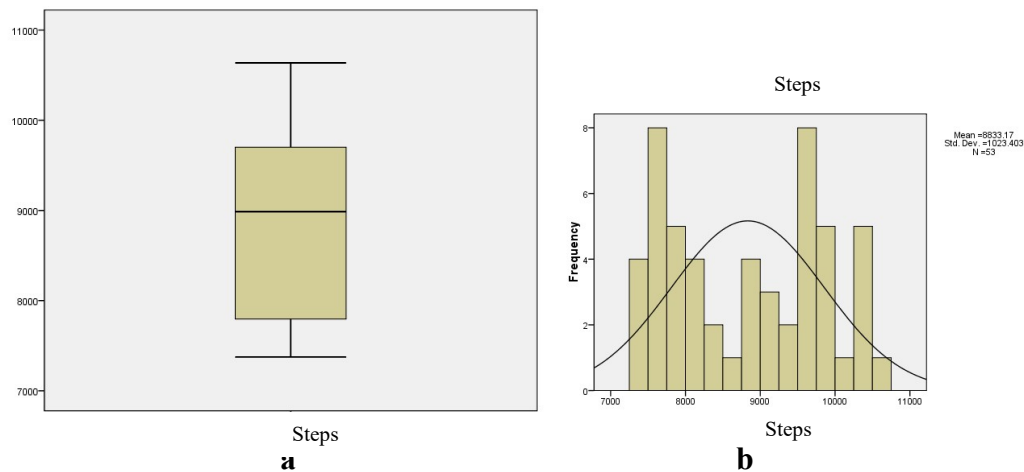 11000
10000
9000
8000
7000
Steps
a
Steps
Mean =8833.17
Std. Dev. =1023.403
N =53
Frequency
8
6
4
2
0
7000 8000 9000 10000 11000
Steps
b